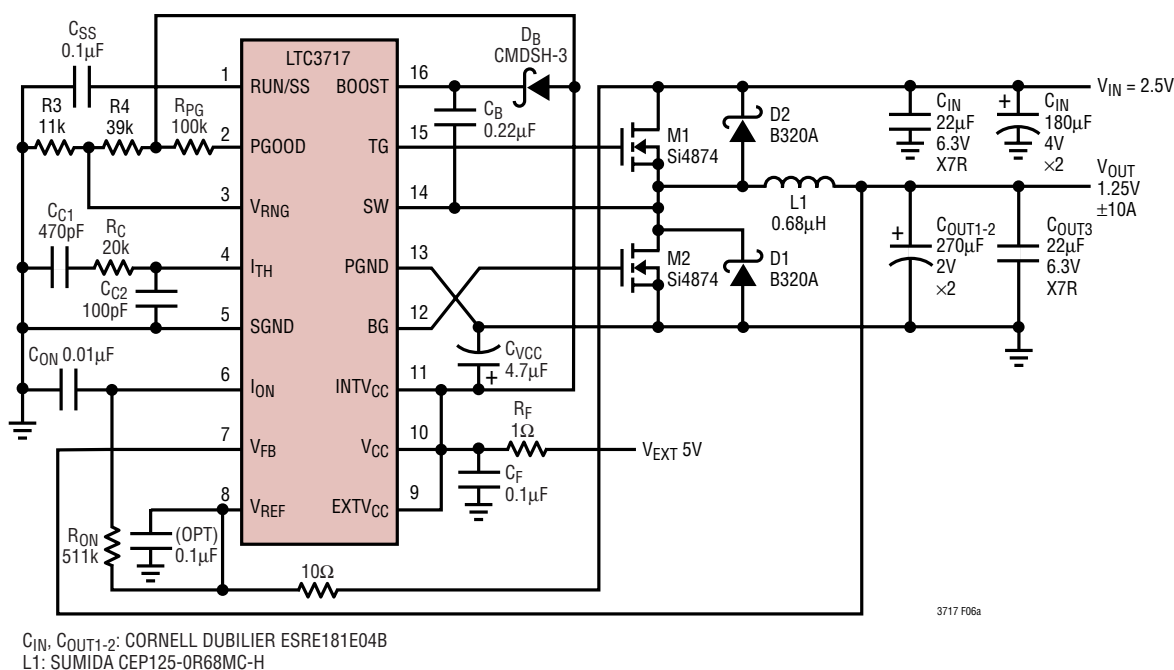 LTC3717
C_SS
0.1µF
R3
11k
R4
39k
R_PG
100k
C_C1
470pF
R_C
20k
C_C2
100pF
C_ON 0.01µF
R_ON
511k
(OPT)
0.1µF
10Ω
1
RUN/SS
2
PGOOD
3
V_RNG
4
I_TH
5
SGND
6
I_ON
7
V_FB
8
V_REF
16
BOOST
15
TG
14
SW
13
PGND
12
BG
11
INTV_CC
10
V_CC
9
EXTV_CC
D_B
CMDSH-3
C_B
0.22µF
M1
Si4874
D2
B320A
L1
0.68µH
M2
Si4874
D1
B320A
C_VCC
4.7µF
+
R_F
1Ω
C_F
0.1µF
V_EXT 5V
V_IN = 2.5V
C_IN
22µF
6.3V
X7R
+
C_IN
180µF
4V
×2
V_OUT
1.25V
±10A
+
C_OUT1-2
270µF
2V
×2
C_OUT3
22µF
6.3V
X7R
3717 F06a
C_IN, C_OUT1-2: CORNELL DUBILIER ESRE181E04B
L1: SUMIDA CEP125-0R68MC-H